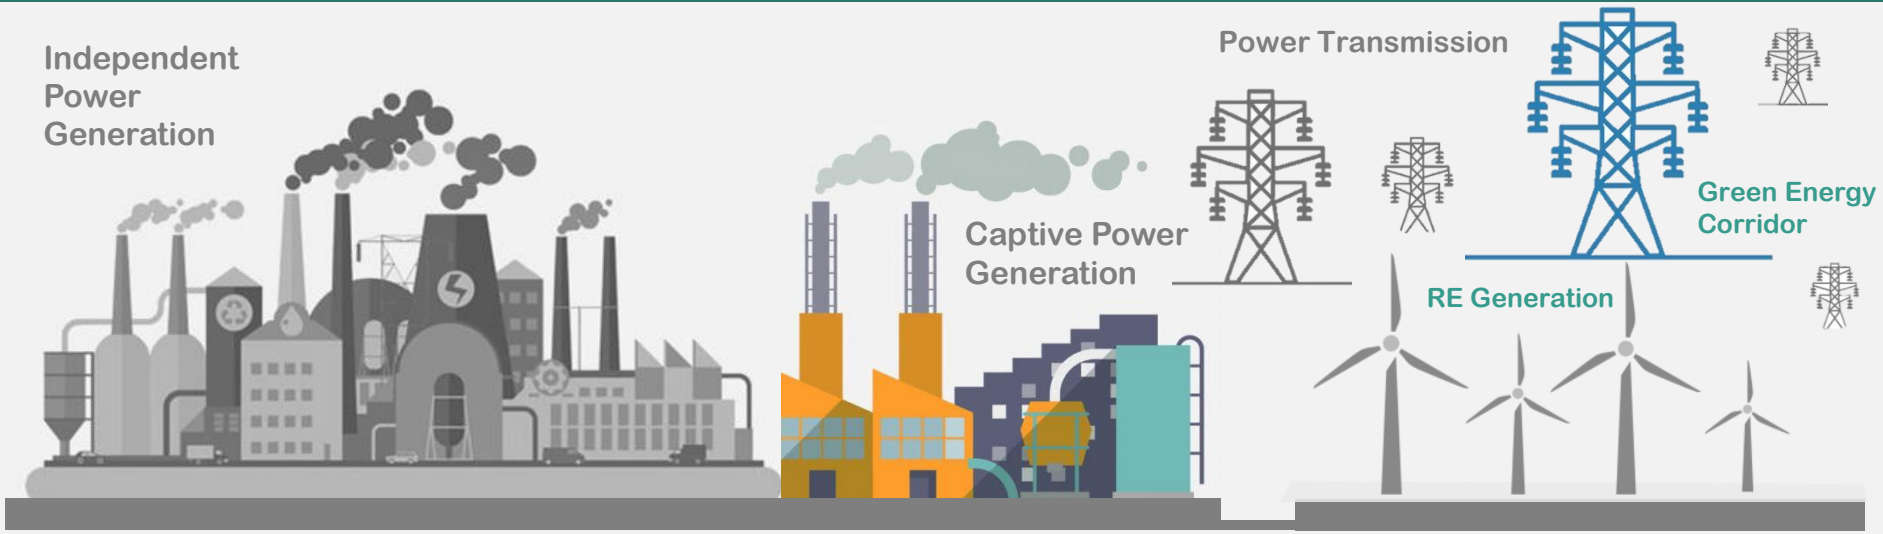 Independent
Power
Generation
Captive Power
Generation
Power Transmission
Green Energy
Corridor
RE Generation